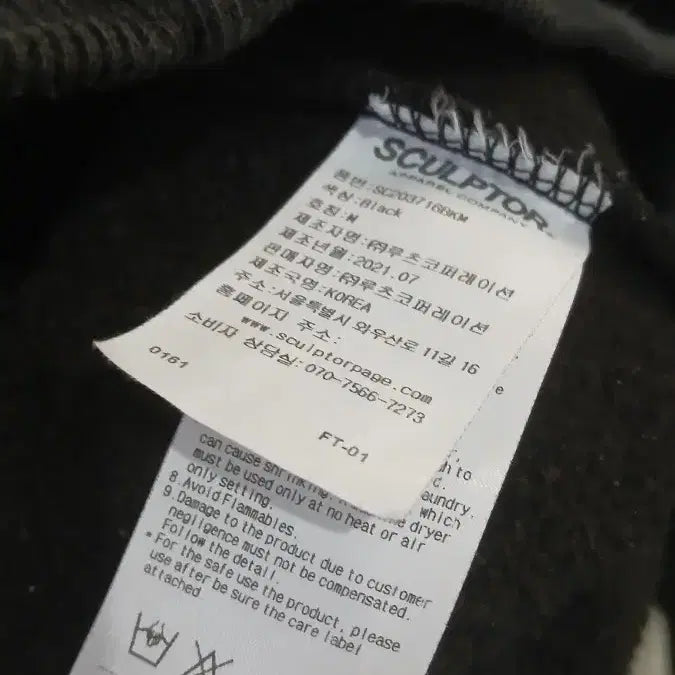 SCULPTOR
APPAREL COMPANY
품번:SC203716BKM
색상:Black
호칭:M
제조자명:㈜루츠코퍼레이션
제조년월:2021.07
판매자명:㈜루츠코퍼레이션
제조국명:KOREA
주소:서울특별시 와우산로 11길 16
홈페이지 주소:
www.sculptorpage.com
소비자 상담실:070-7566-7273
0161
FT-01
e
h to
c.
aundry.
which
can cause shrinking. dryer
must be used only at no heat or air
only setting.
8. Avoid Flammables.
9. Damage to the product due to customer
negligence must not be compensated.
Follow the detail.
* For the safe use the product, please
use after be sure the care label
attached